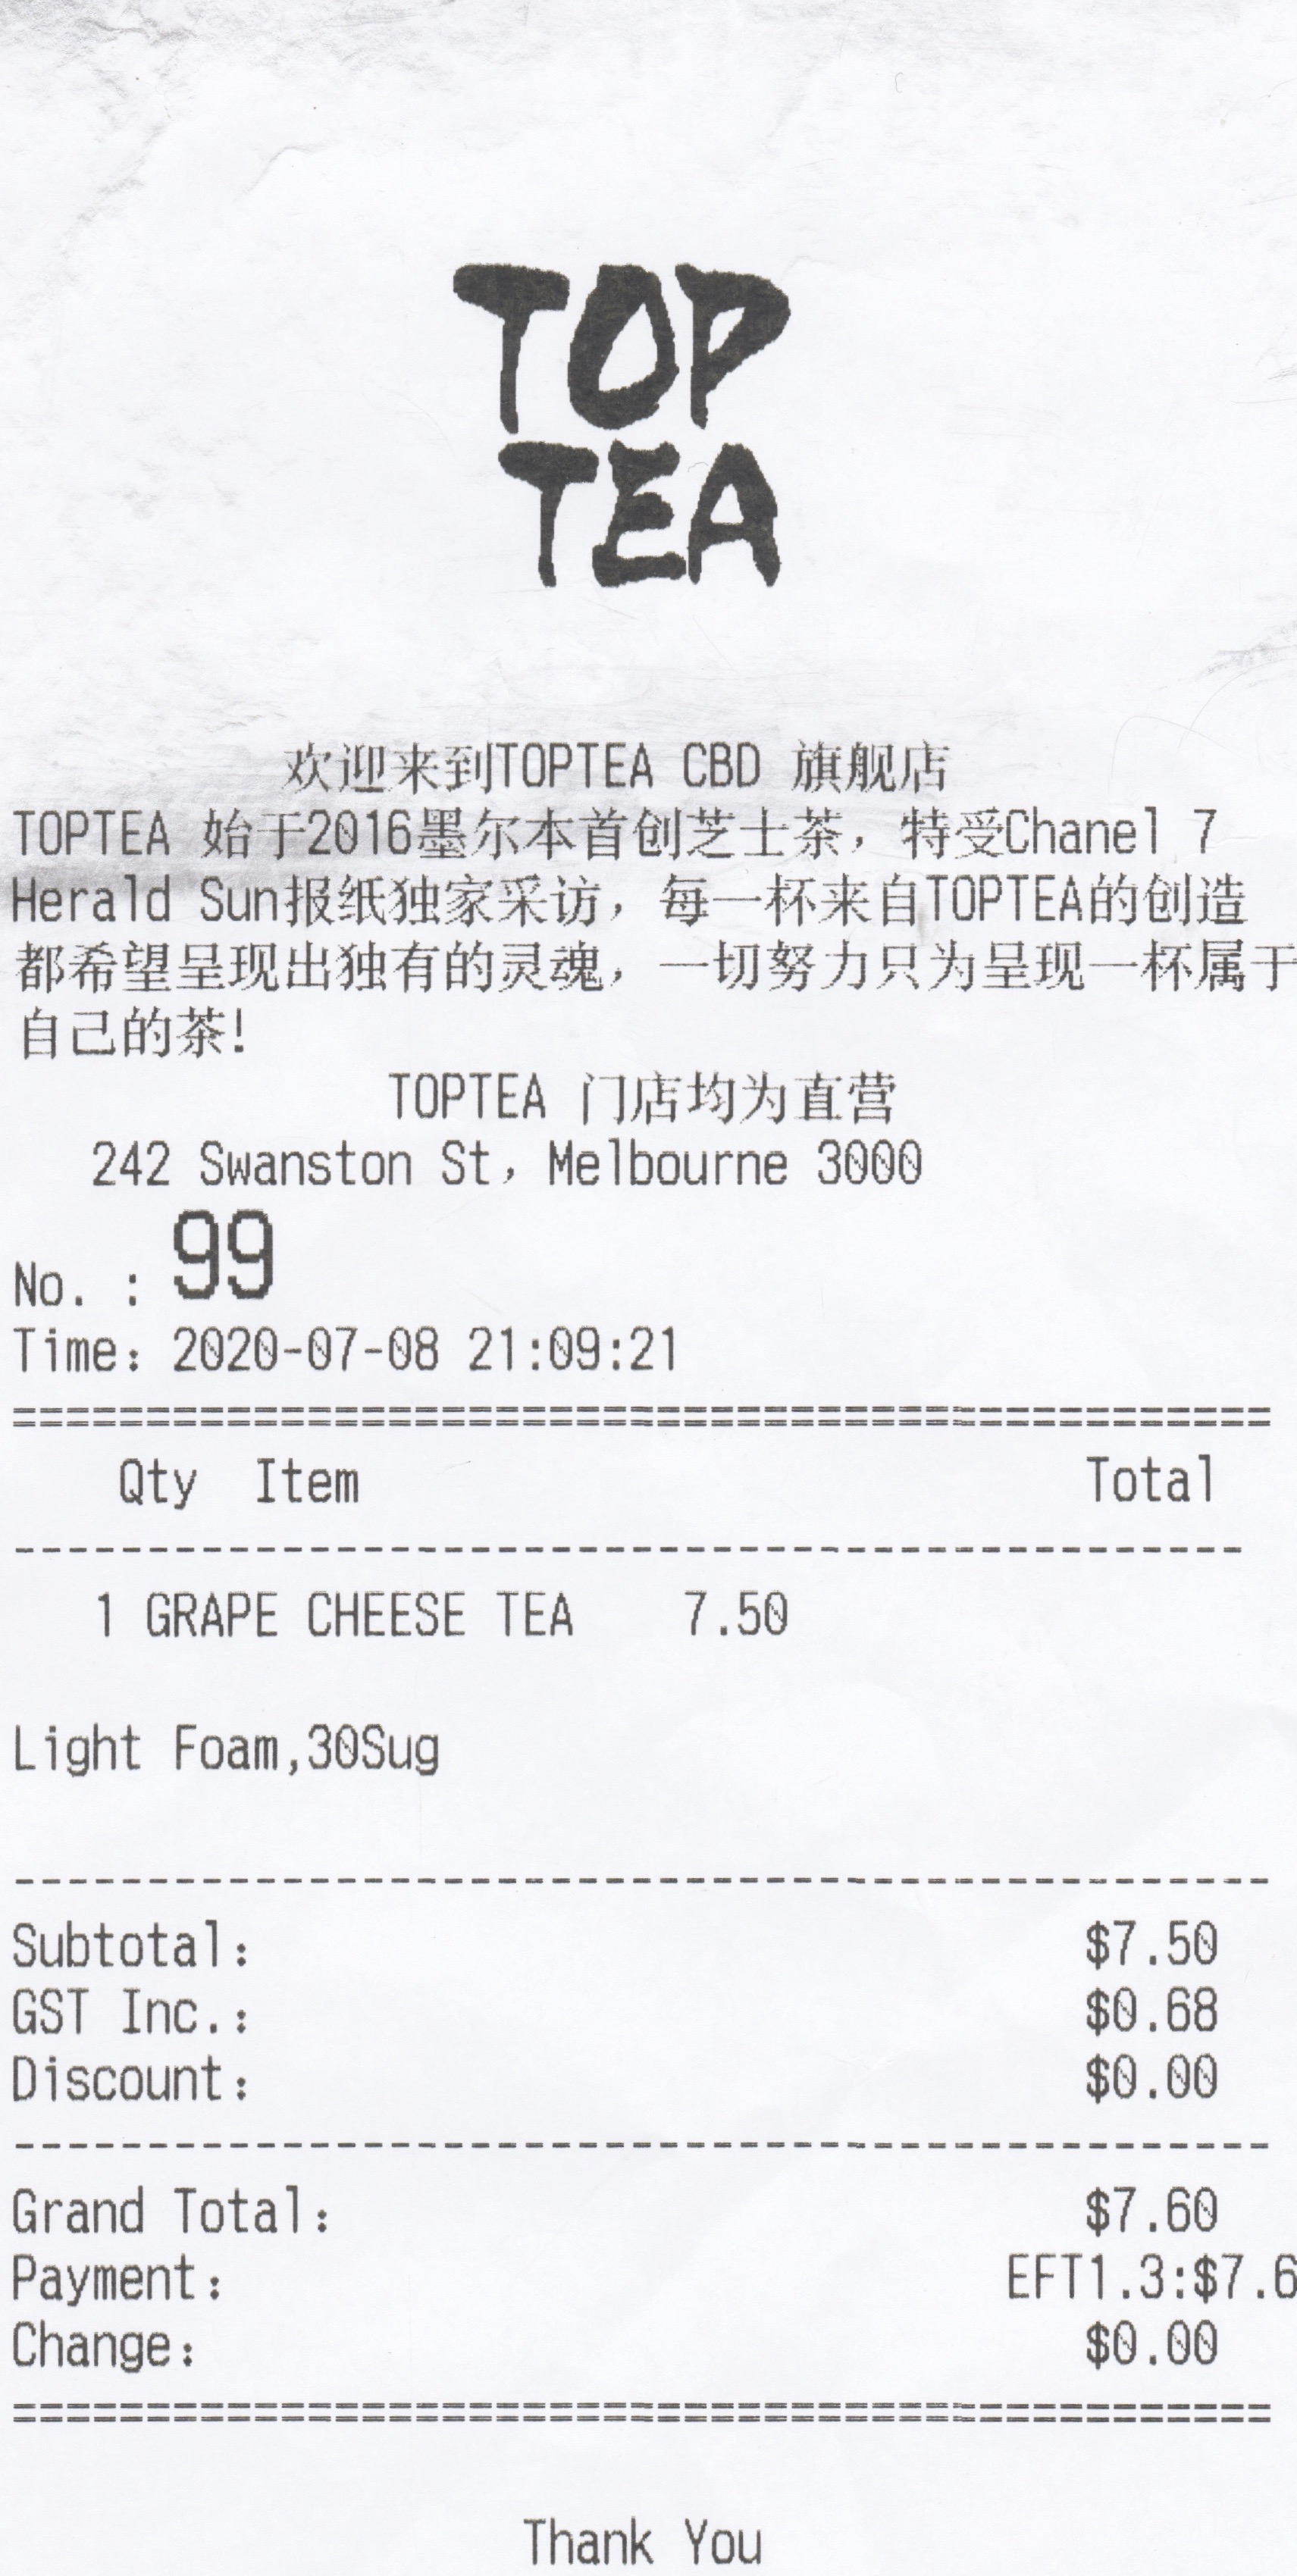 TOP
TEA
欢迎来到TOPTEA CBD 旗舰店
TOPTEA 始于2016墨尔本首创芝士茶，特受Chanel 7
Herald Sun报纸独家采访，每一杯来自TOPTEA的创造
都希望呈现出独有的灵魂，一切努力只为呈现一杯属于
自己的茶!
TOPTEA 门店均为直营
242 Swanston St, Melbourne 3000
No. : 99
Time: 2020-07-08 21:09:21
===============================================
Qty Item Total
-----------------------------------------------
1 GRAPE CHEESE TEA 7.50
Light Foam,30Sug
-----------------------------------------------
Subtotal: $7.50
GST Inc.: $0.68
Discount: $0.00
-----------------------------------------------
Grand Total: $7.60
Payment: EFT1.3:$7.6
Change: $0.00
===============================================
Thank You